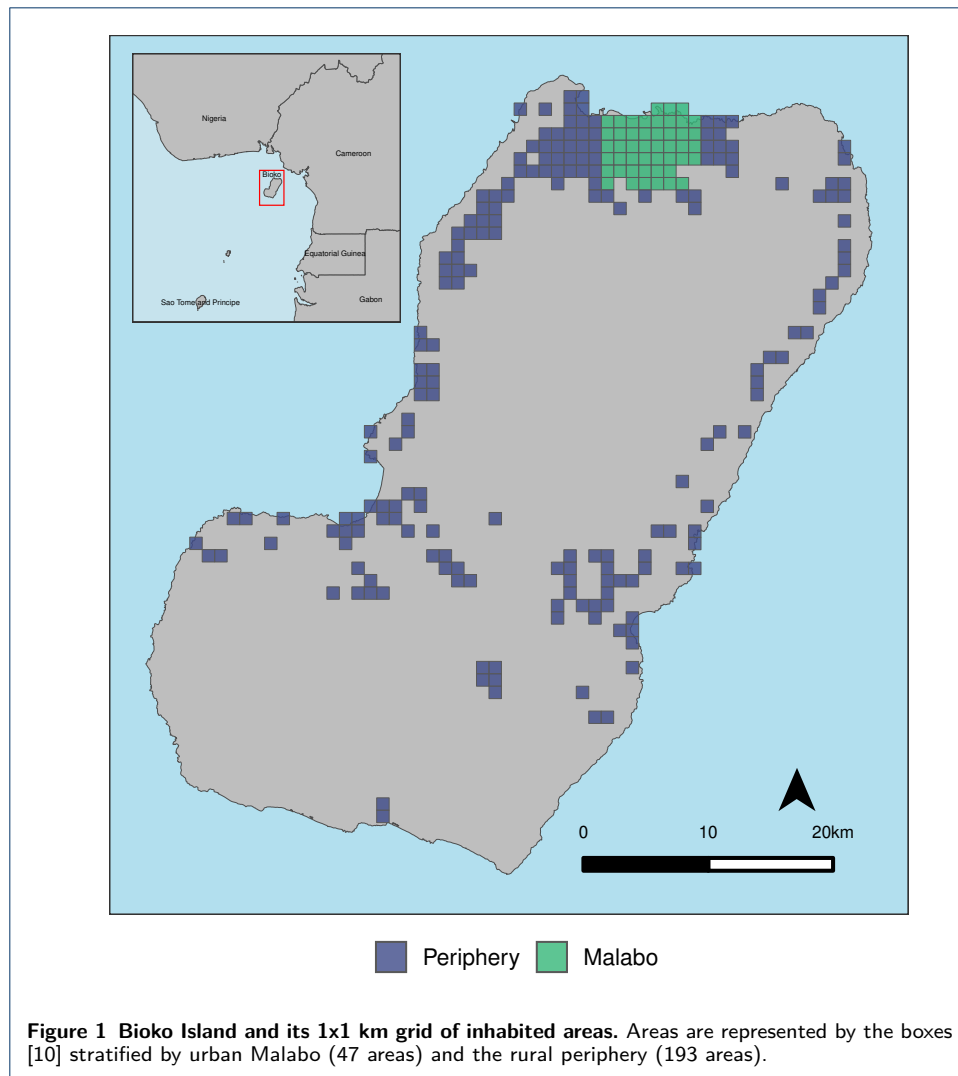 Nigeria
Cameroon
Bioko
Equatorial Guinea
Sao Tome and Principe
Gabon
0 10 20km
Periphery Malabo
Figure 1 Bioko Island and its 1x1 km grid of inhabited areas. Areas are represented by the boxes
[10] stratified by urban Malabo (47 areas) and the rural periphery (193 areas).